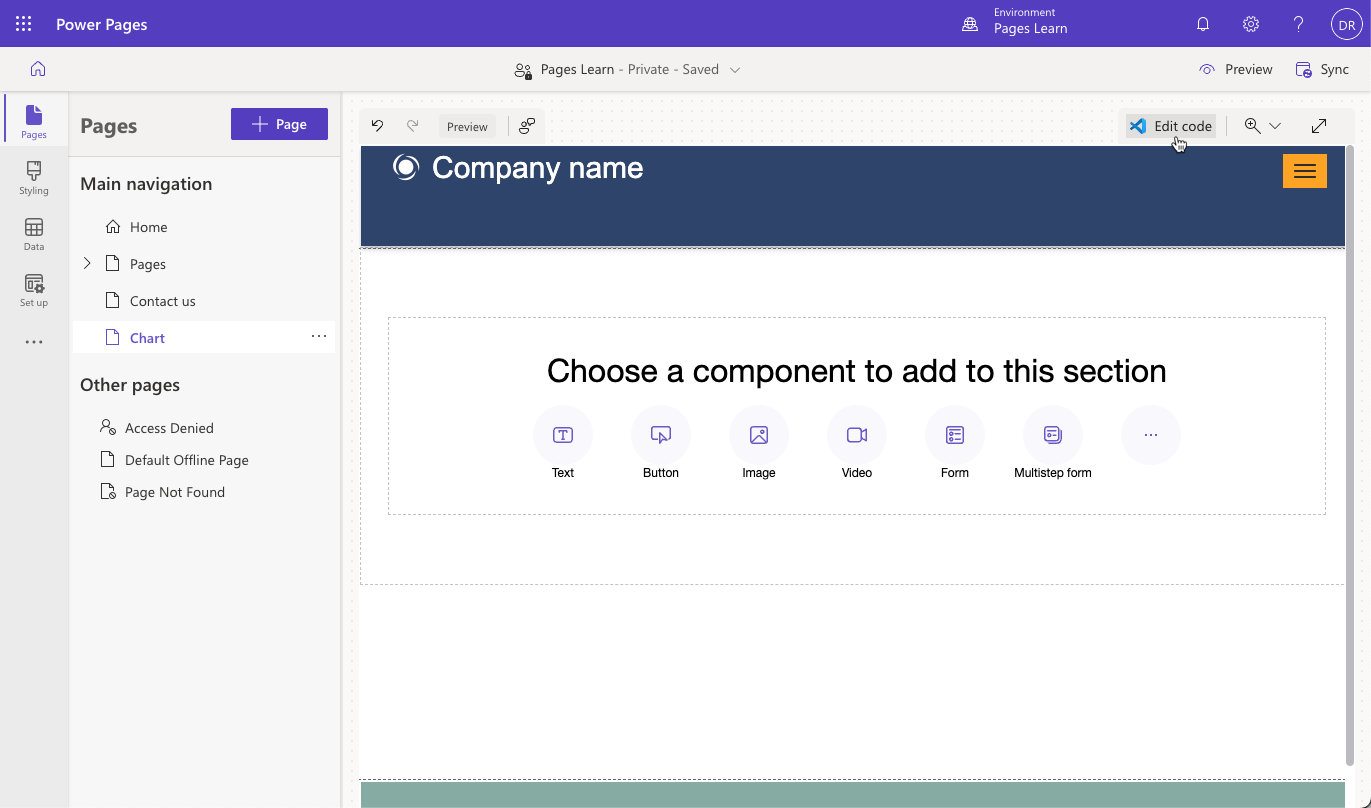 Power Pages
Environment
Pages Learn
DR
Pages Learn - Private - Saved
Preview
Sync
Pages
Styling
Data
Set up
Pages
Page
Main navigation
Home
Pages
Contact us
Chart
Other pages
Access Denied
Default Offline Page
Page Not Found
Preview
Edit code
Company name
Choose a component to add to this section
Text
Button
Image
Video
Form
Multistep form